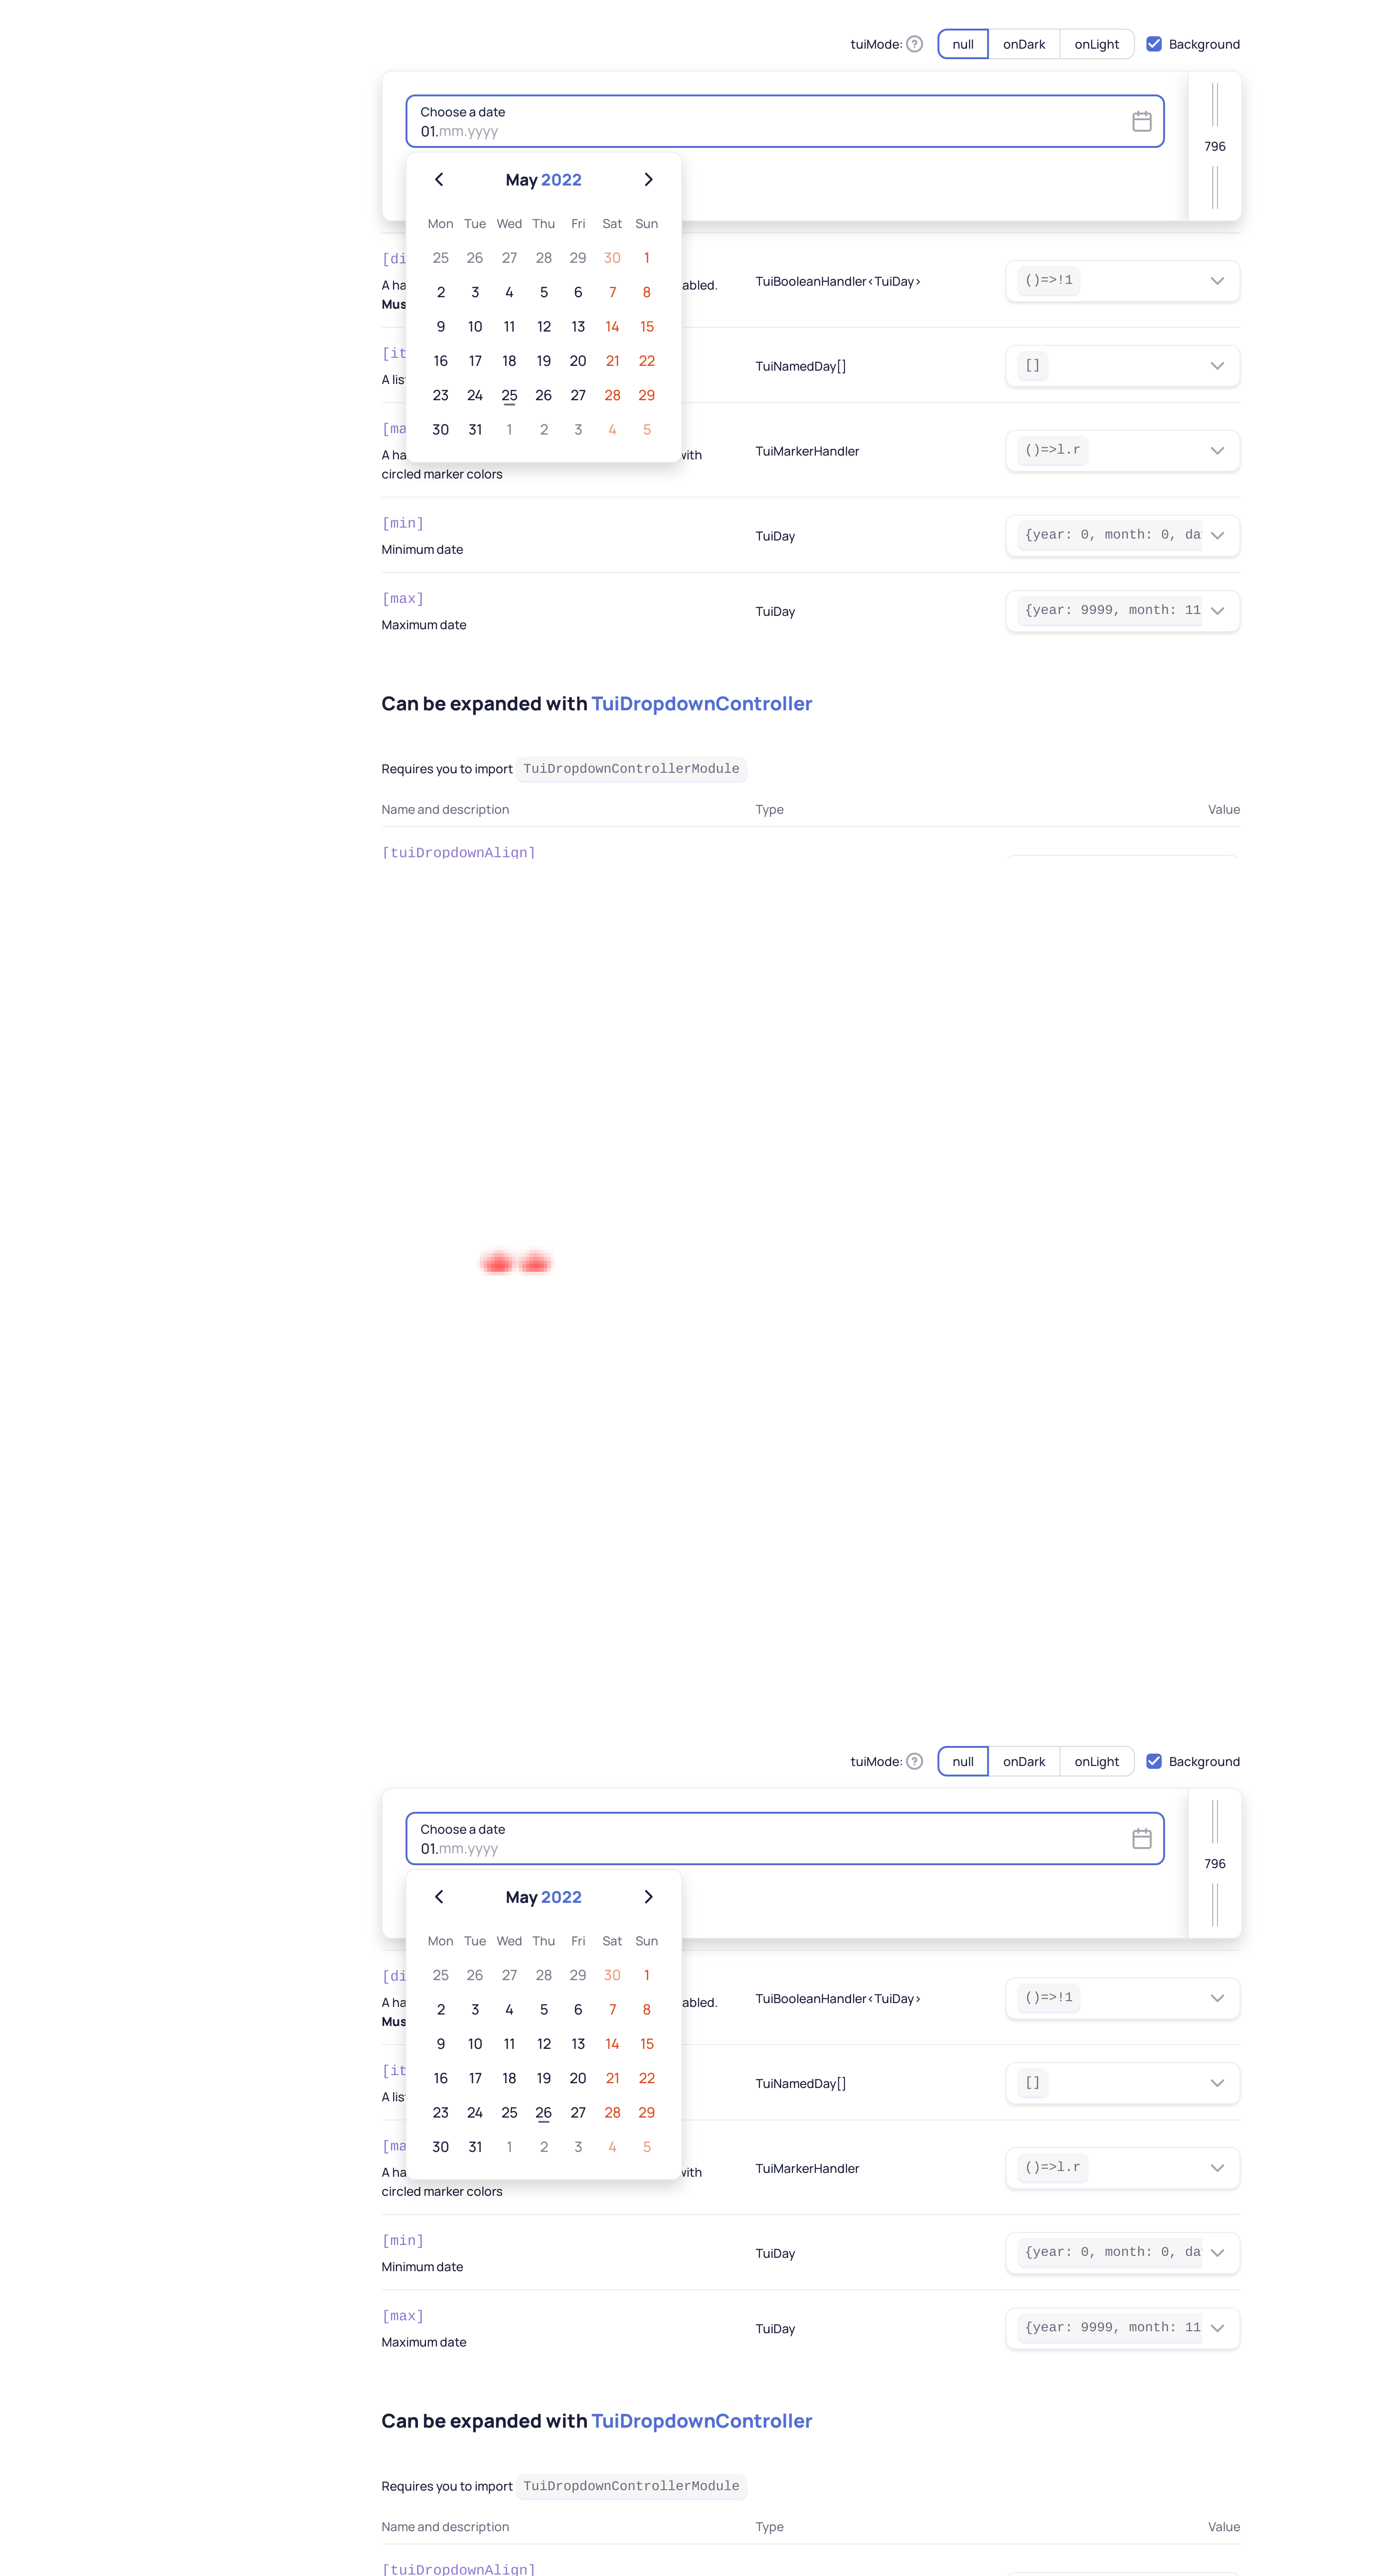 tuiMode: ? null onDark onLight Background
Choose a date
01.mm.yyyy
796
May 2022
Mon Tue Wed Thu Fri Sat Sun
25 26 27 28 29 30 1
2 3 4 5 6 7 8
9 10 11 12 13 14 15
16 17 18 19 20 21 22
23 24 25 26 27 28 29
30 31 1 2 3 4 5
[di
A ha abled.
Mus
TuiBooleanHandler<TuiDay>
()=>!1
[it
A lis
TuiNamedDay[]
[]
[ma
A ha with
circled marker colors
TuiMarkerHandler
()=>l.r
[min]
Minimum date
TuiDay
{year: 0, month: 0, da
[max]
Maximum date
TuiDay
{year: 9999, month: 11
Can be expanded with TuiDropdownController
Requires you to import TuiDropdownControllerModule
Name and description Type Value
[tuiDropdownAlign]
tuiMode: ? null onDark onLight Background
Choose a date
01.mm.yyyy
796
May 2022
Mon Tue Wed Thu Fri Sat Sun
25 26 27 28 29 30 1
2 3 4 5 6 7 8
9 10 11 12 13 14 15
16 17 18 19 20 21 22
23 24 25 26 27 28 29
30 31 1 2 3 4 5
[di
A ha abled.
Mus
TuiBooleanHandler<TuiDay>
()=>!1
[it
A lis
TuiNamedDay[]
[]
[ma
A ha with
circled marker colors
TuiMarkerHandler
()=>l.r
[min]
Minimum date
TuiDay
{year: 0, month: 0, da
[max]
Maximum date
TuiDay
{year: 9999, month: 11
Can be expanded with TuiDropdownController
Requires you to import TuiDropdownControllerModule
Name and description Type Value
[tuiDropdownAlign]